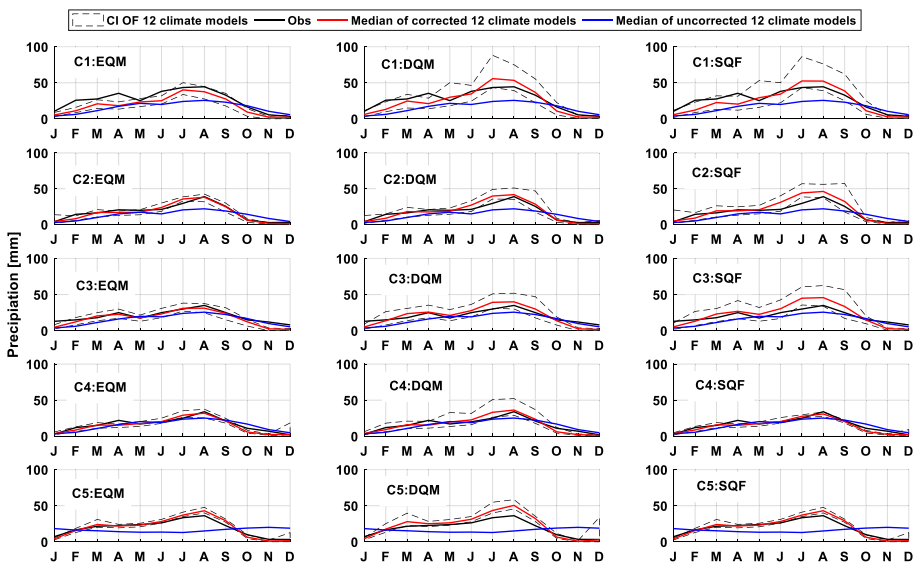 CI OF 12 climate models Obs Median of corrected 12 climate models Median of uncorrected 12 climate models
Precipiation [mm]
100
50
0
C1:EQM
J F M A M J J A S O N D
100
50
0
C1:DQM
J F M A M J J A S O N D
100
50
0
C1:SQF
J F M A M J J A S O N D
100
50
0
C2:EQM
J F M A M J J A S O N D
100
50
0
C2:DQM
J F M A M J J A S O N D
100
50
0
C2:SQF
J F M A M J J A S O N D
100
50
0
C3:EQM
J F M A M J J A S O N D
100
50
0
C3:DQM
J F M A M J J A S O N D
100
50
0
C3:SQF
J F M A M J J A S O N D
100
50
0
C4:EQM
J F M A M J J A S O N D
100
50
0
C4:DQM
J F M A M J J A S O N D
100
50
0
C4:SQF
J F M A M J J A S O N D
100
50
0
C5:EQM
J F M A M J J A S O N D
100
50
0
C5:DQM
J F M A M J J A S O N D
100
50
0
C5:SQF
J F M A M J J A S O N D